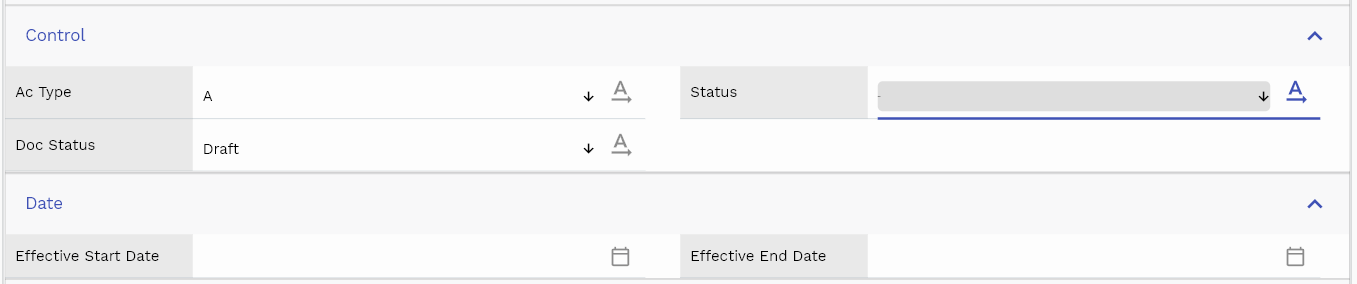 Control
Ac Type
A
Status
-
Doc Status
Draft
Date
Effective Start Date
Effective End Date